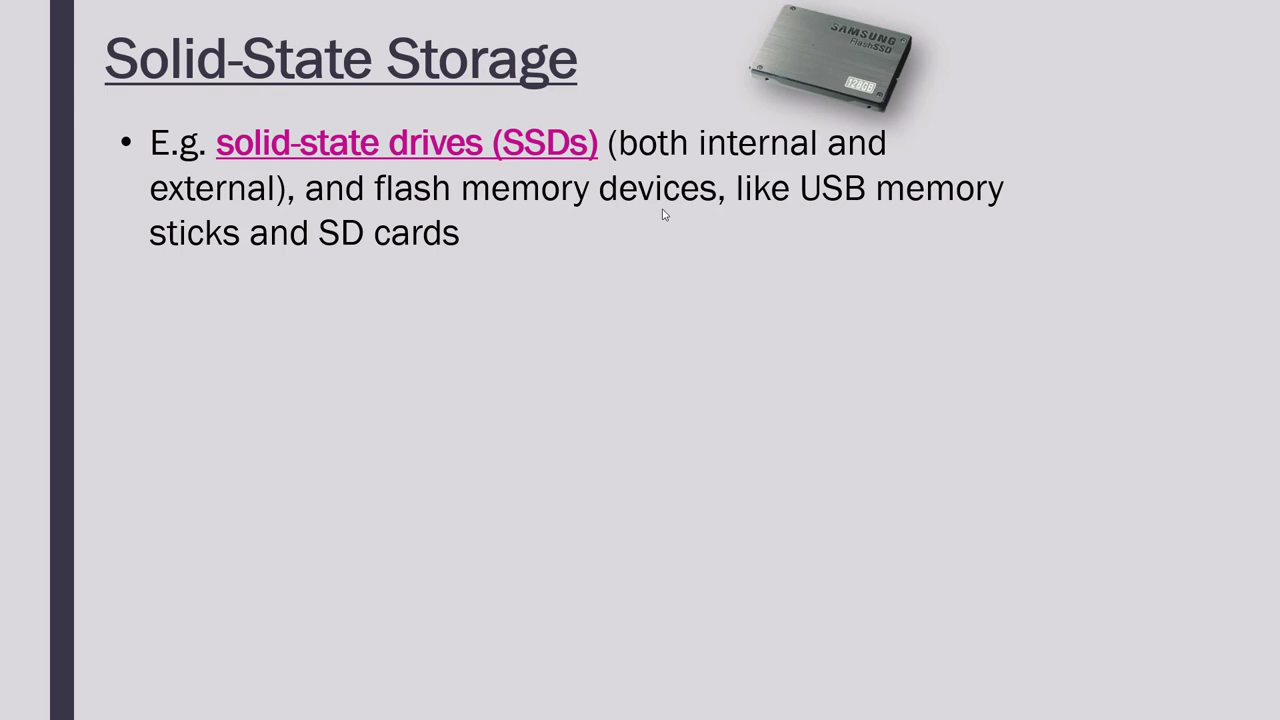 Solid-State Storage
SAMSUNG
FlashSSD
128GB
• E.g. solid-state drives (SSDs) (both internal and
external), and flash memory devices, like USB memory
sticks and SD cards